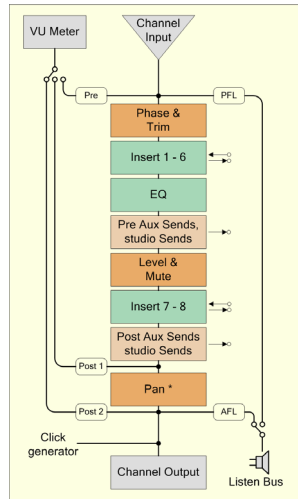 VU Meter
Channel
Input
Pre
PFL
Phase &
Trim
Insert 1 - 6
EQ
Pre Aux Sends,
studio Sends
Level &
Mute
Insert 7 - 8
Post Aux Sends
studio Sends
Post 1
Pan *
Post 2
AFL
Click
generator
Channel Output
Listen Bus